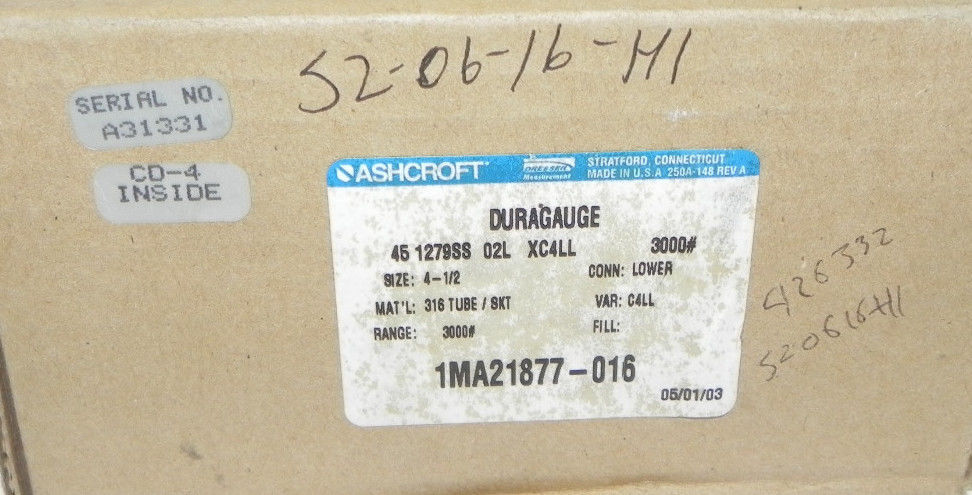 52-06-16-H1
SERIAL NO.
A31331
CD-4
INSIDE
ASHCROFT
DRESSER
Measurement
STRATFORD, CONNECTICUT
MADE IN U.S.A 250A-148 REV A
DURAGAUGE
45 1279SS 02L XC4LL 3000#
SIZE: 4-1/2 CONN: LOWER
MAT'L: 316 TUBE / SKT VAR: C4LL
RANGE: 3000# FILL:
1MA21877-016
05/01/03
426332
520616H1